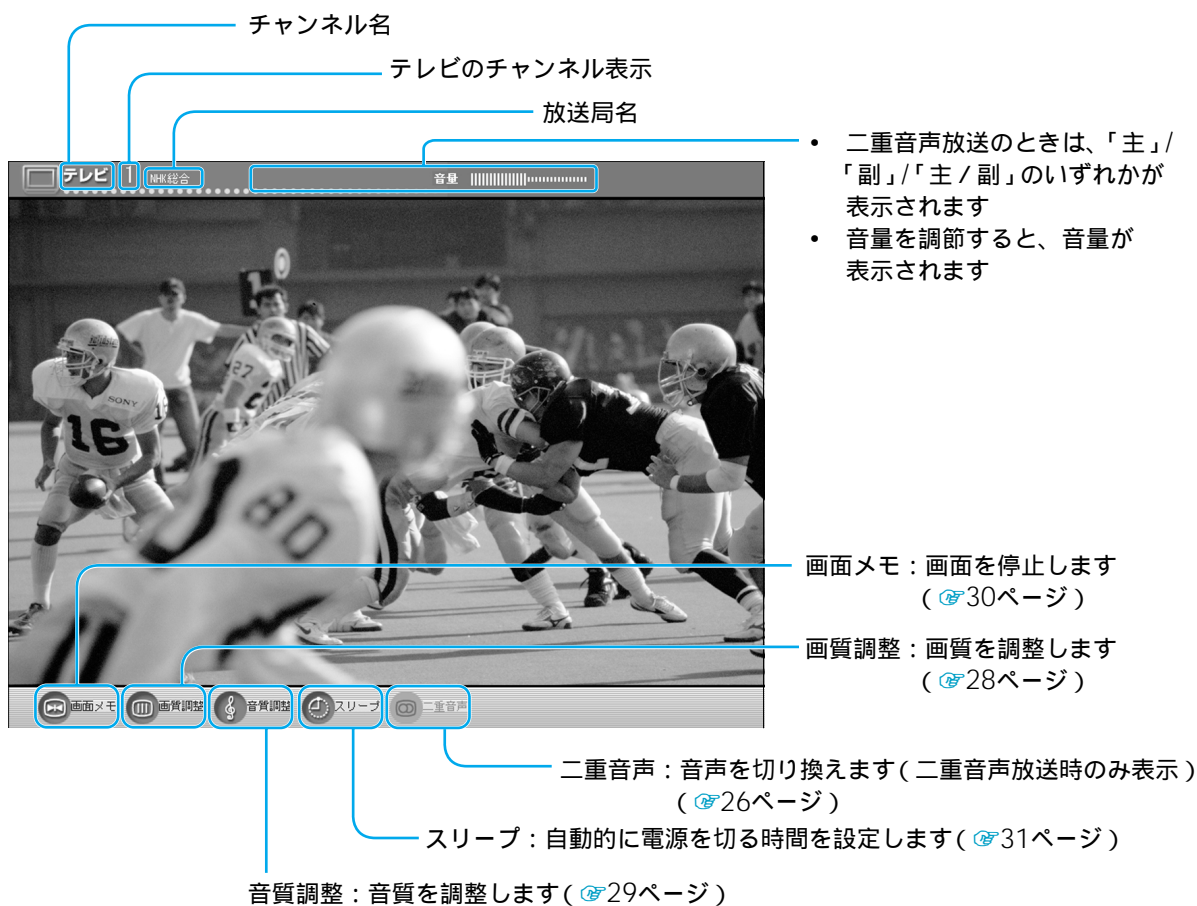 チャンネル名
テレビのチャンネル表示
放送局名
テレビ 1 NHK総合 音量
• 二重音声放送のときは、「主」/
「副」/「主/副」のいずれかが
表示されます
• 音量を調節すると、音量が
表示されます
1 0
27
SONY
16
80
画面メモ:画面を停止します
(☞30ページ)
画質調整:画質を調整します
(☞28ページ)
画面メモ 画質調整 音質調整 スリープ 二重音声
二重音声:音声を切り換えます(二重音声放送時のみ表示)
(☞26ページ)
スリープ:自動的に電源を切る時間を設定します(☞31ページ)
音質調整:音質を調整します(☞29ページ)